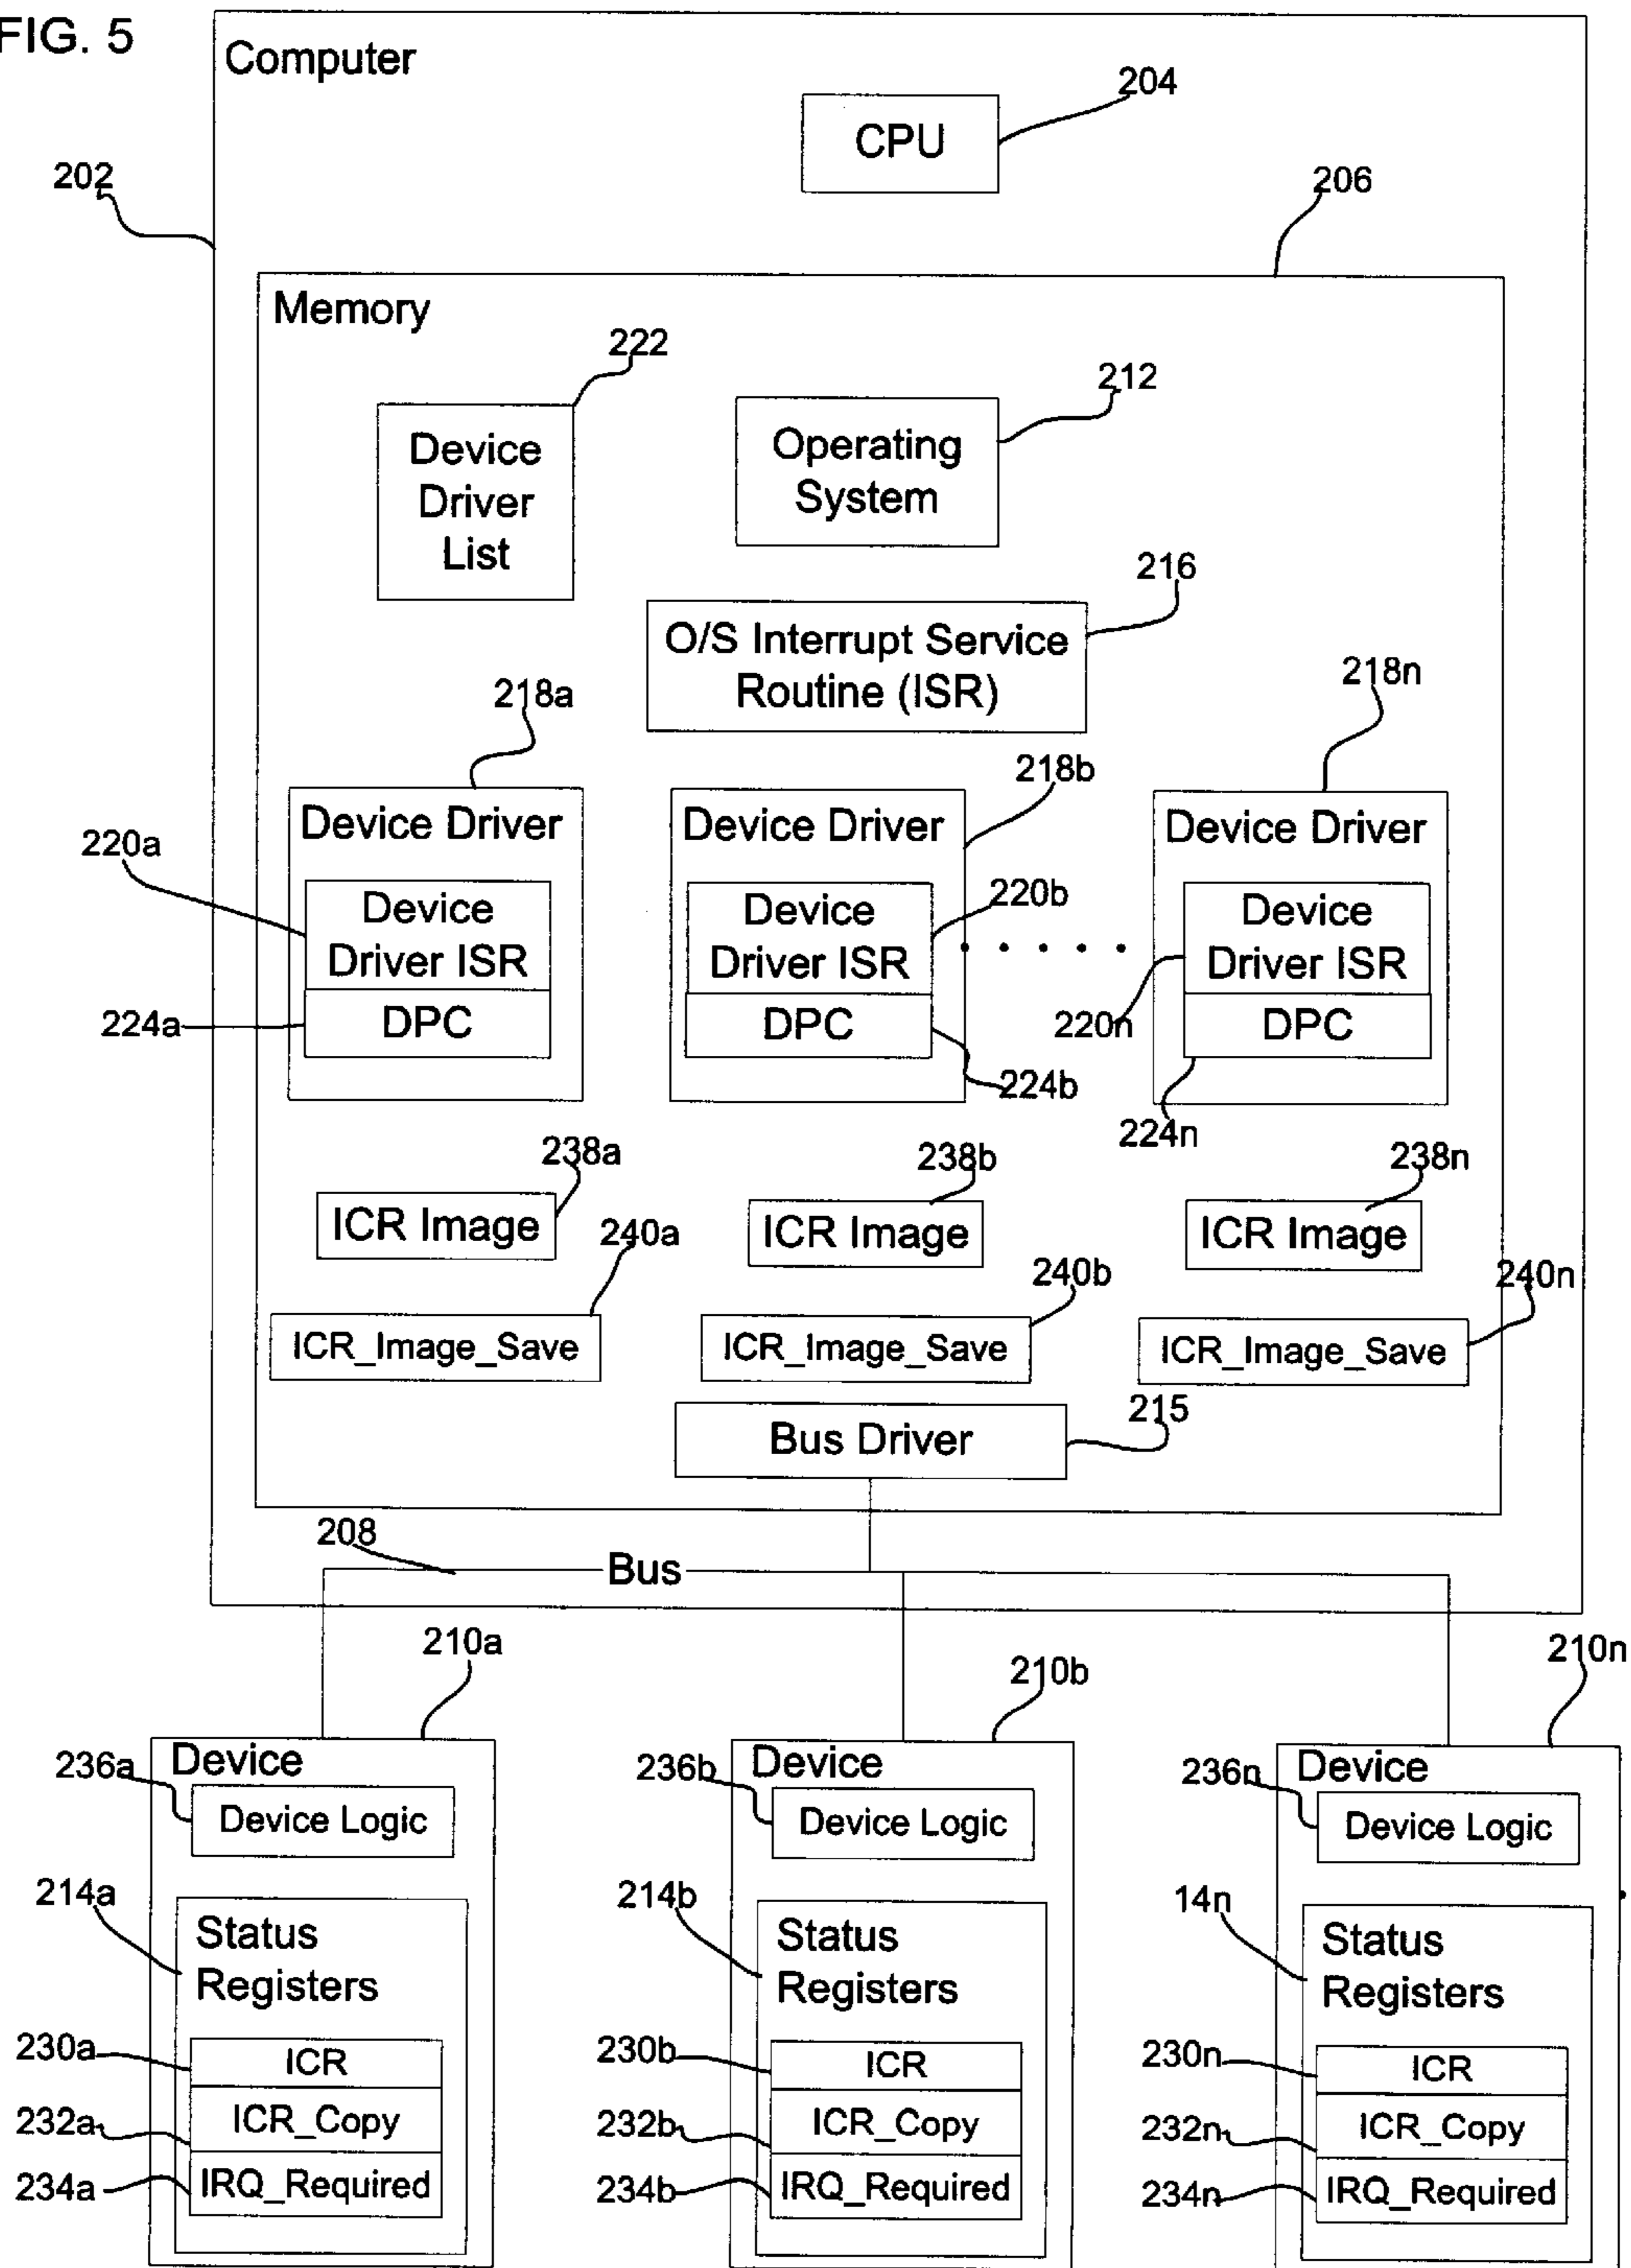 FIG. 5
Computer
204
CPU
202
206
Memory
222
212
Device
Driver
List
Operating
System
216
O/S Interrupt Service
Routine (ISR)
218a
218n
218b
Device Driver
Device Driver
Device Driver
220a
220b
Device
Driver ISR
Device
Driver ISR
Device
Driver ISR
224a
DPC
DPC
220n
DPC
224b
224n
238a
238b
238n
ICR Image
ICR Image
ICR Image
240a
240b
240n
ICR_Image_Save
ICR_Image_Save
ICR_Image_Save
215
Bus Driver
208
Bus
210a
210b
210n
Device
Device
Device
236a
236b
236n
Device Logic
Device Logic
Device Logic
214a
214b
14n
Status
Registers
Status
Registers
Status
Registers
230a
ICR
230b
ICR
230n
ICR
232a
ICR_Copy
232b
ICR_Copy
232n
ICR_Copy
234a
IRQ_Required
234b
IRQ_Required
234n
IRQ_Required